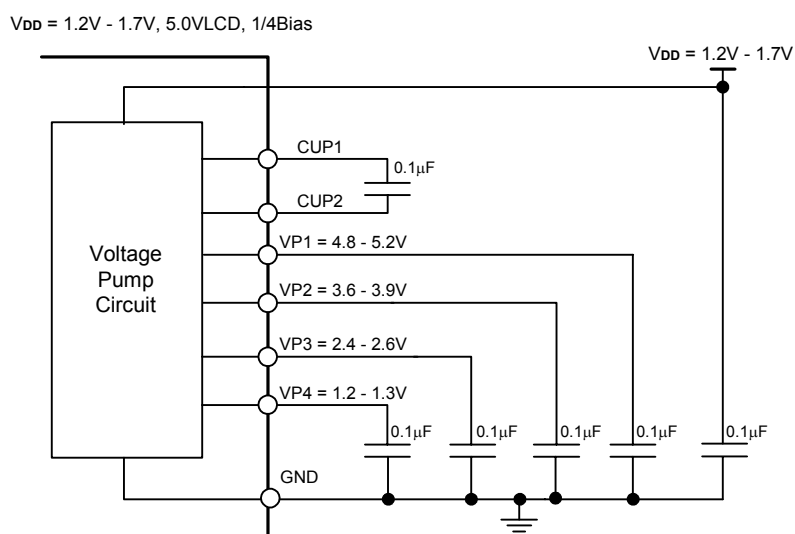 VDD = 1.2V - 1.7V, 5.0VLCD, 1/4Bias
VDD = 1.2V - 1.7V
CUP1
0.1μF
CUP2
Voltage
Pump
Circuit
VP1 = 4.8 - 5.2V
VP2 = 3.6 - 3.9V
VP3 = 2.4 - 2.6V
VP4 = 1.2 - 1.3V
0.1μF 0.1μF 0.1μF 0.1μF 0.1μF
GND